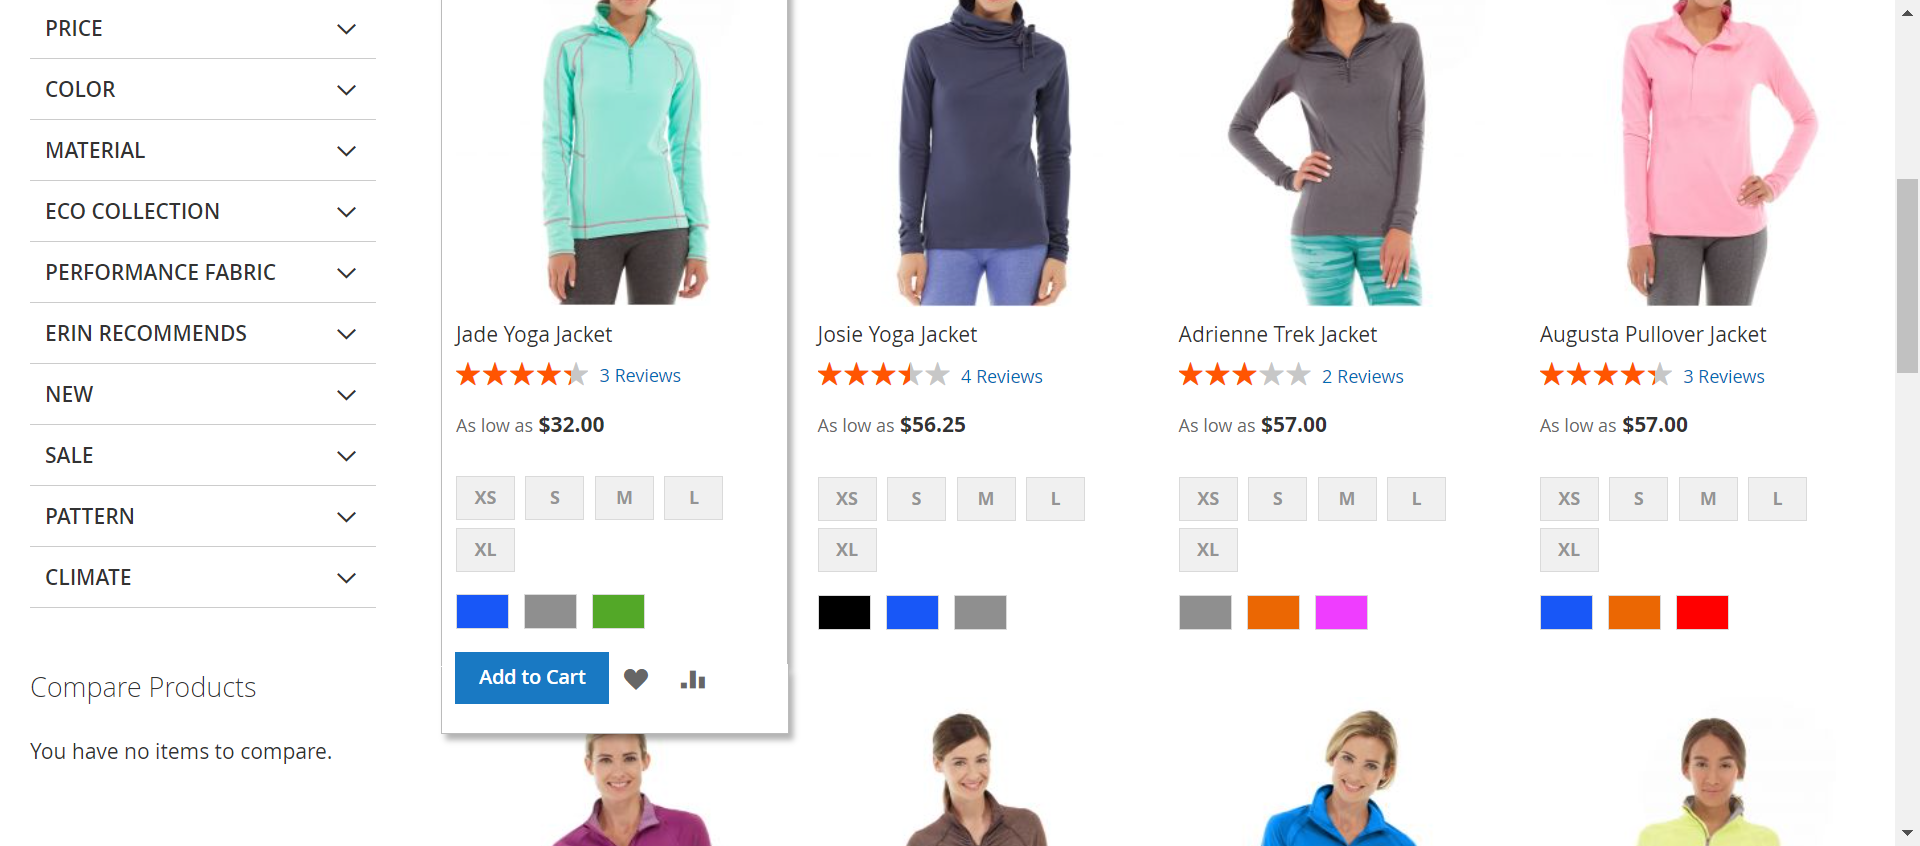 PRICE
COLOR
MATERIAL
ECO COLLECTION
PERFORMANCE FABRIC
ERIN RECOMMENDS
NEW
SALE
PATTERN
CLIMATE
Compare Products
You have no items to compare.
Jade Yoga Jacket
3 Reviews
As low as $32.00
XS S M L
XL
Add to Cart
Josie Yoga Jacket
4 Reviews
As low as $56.25
XS S M L
XL
Adrienne Trek Jacket
2 Reviews
As low as $57.00
XS S M L
XL
Augusta Pullover Jacket
3 Reviews
As low as $57.00
XS S M L
XL